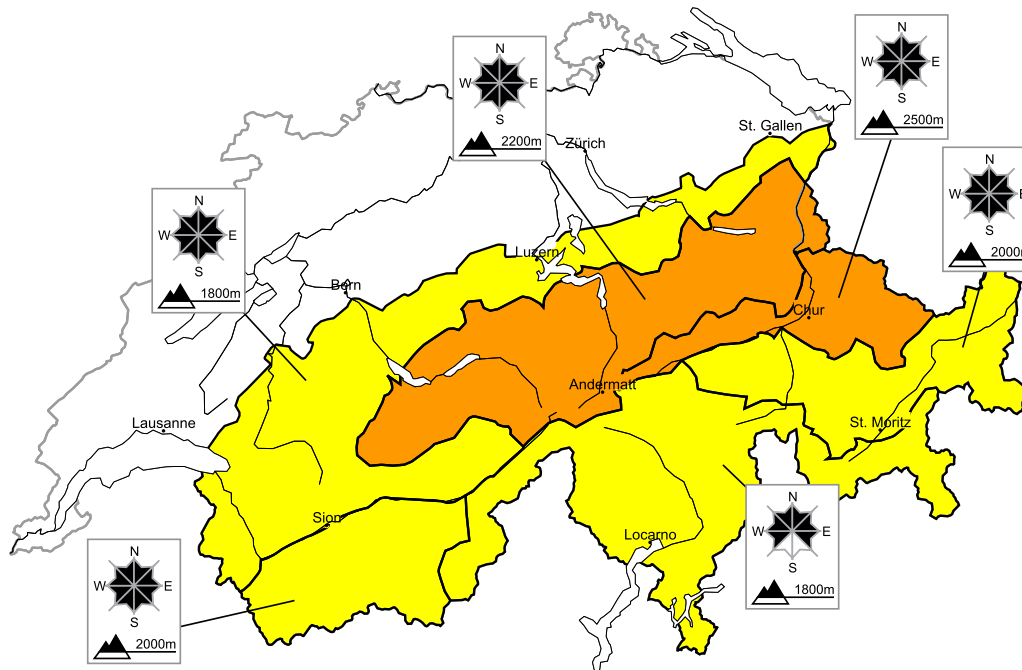 N
W E
S
2500m
N
W E
S
2200m
St. Gallen
Zürich
N
W E
S
2000m
N
W E
S
1800m
Luzern
Bern
Chur
Andermatt
Lausanne
St. Moritz
N
W E
S
1800m
Sion
Locarno
N
W E
S
2000m